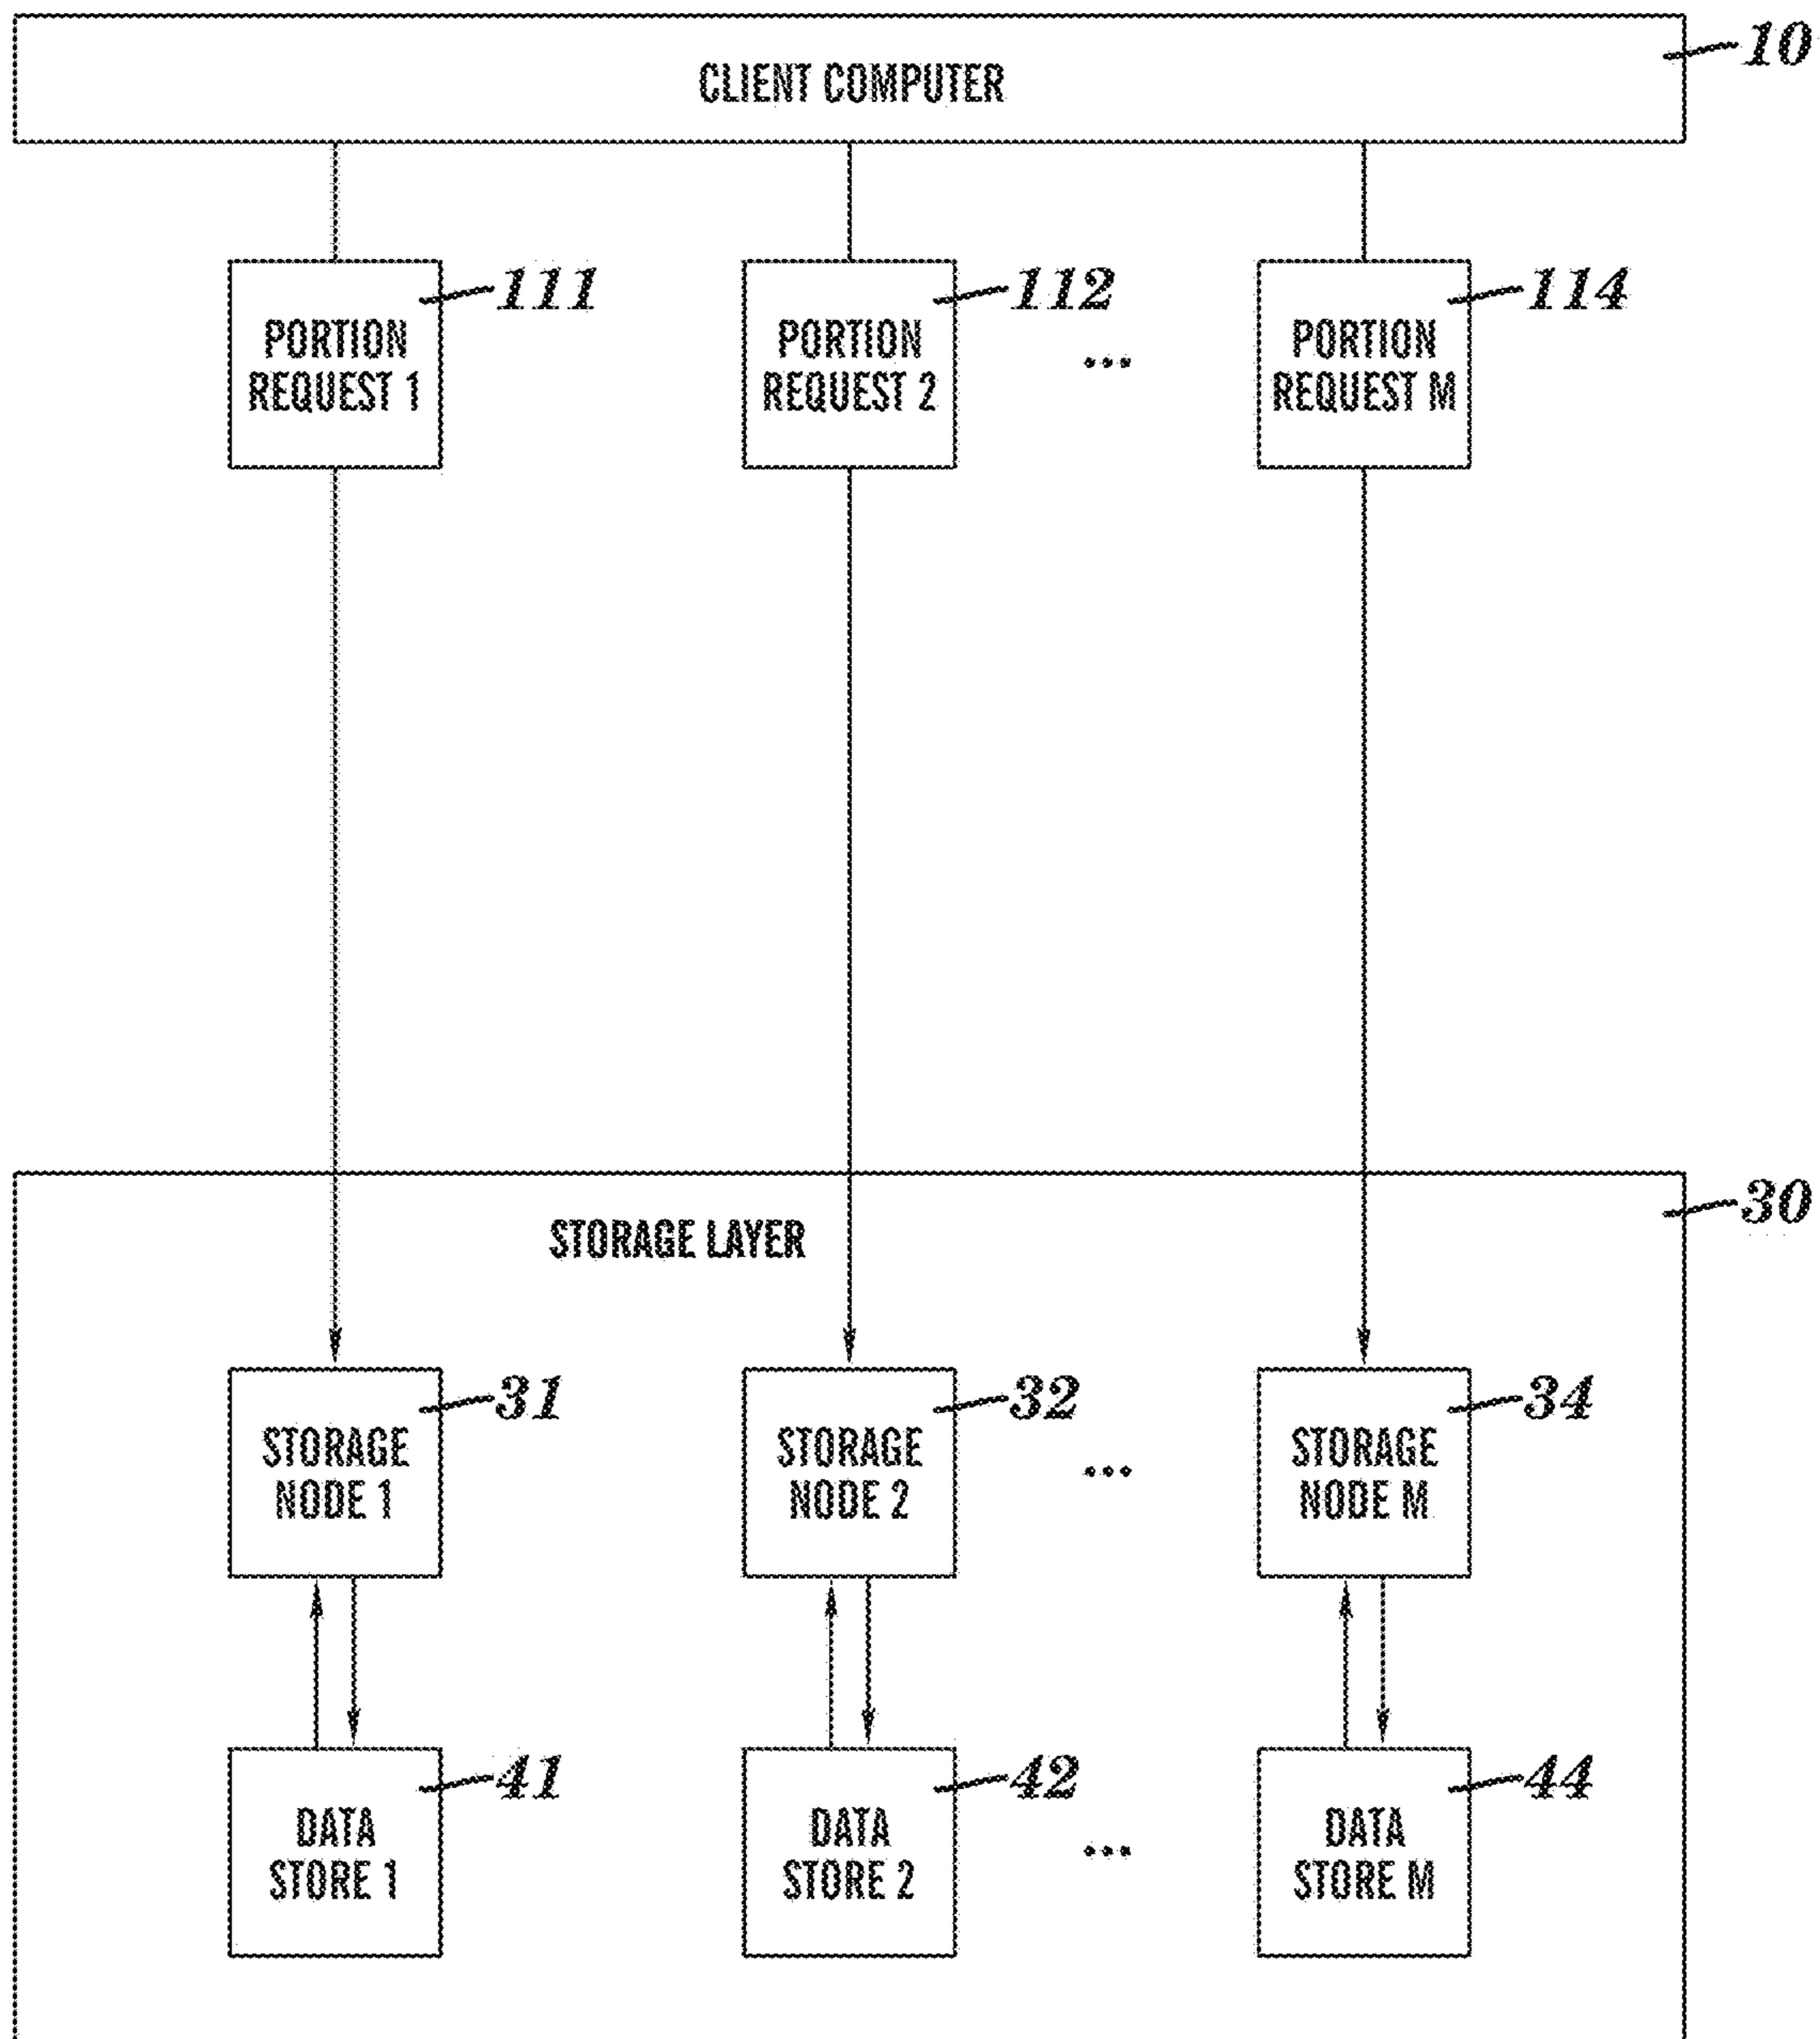 CLIENT COMPUTER
10
111
112
114
PORTION
REQUEST 1
PORTION
REQUEST 2
...
PORTION
REQUEST M
30
STORAGE LAYER
31
32
34
STORAGE
NODE 1
STORAGE
NODE 2
...
STORAGE
NODE M
41
42
44
DATA
STORE 1
DATA
STORE 2
...
DATA
STORE M